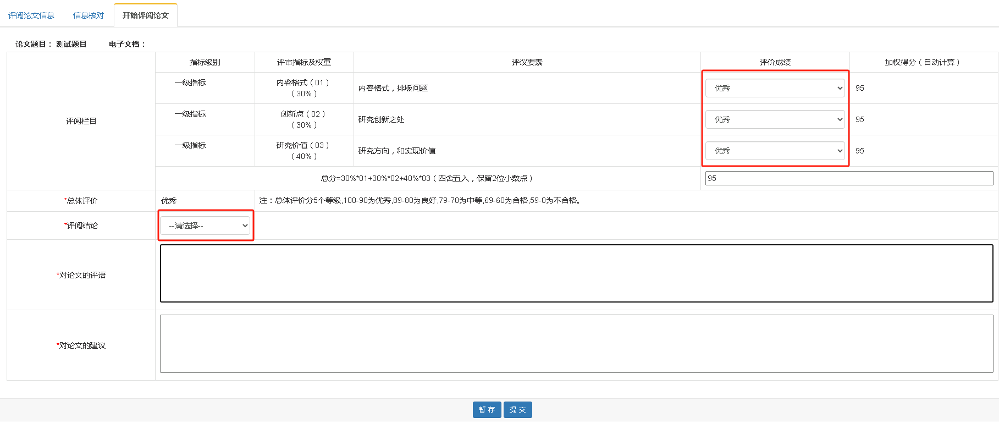 评阅论文信息 信息核对 开始评阅论文
论文题目： 测试题目 电子文档：
指标级别 评审指标及权重 评议要素 评价成绩 加权得分（自动计算）
评阅栏目
一级指标 内容格式（01）（30%） 内容格式，排版问题 优秀 95
一级指标 创新点（02）（30%） 研究创新之处 优秀 95
一级指标 研究价值（03）（40%） 研究方向，和实现价值 优秀 95
总分=30%*01+30%*02+40%*03（四舍五入，保留2位小数点） 95
*总体评价 优秀 注：总体评价分5个等级,100-90为优秀,89-80为良好,79-70为中等,69-60为合格,59-0为不合格。
*评阅结论 --请选择--
*对论文的评语
*对论文的建议
暂 存 提 交